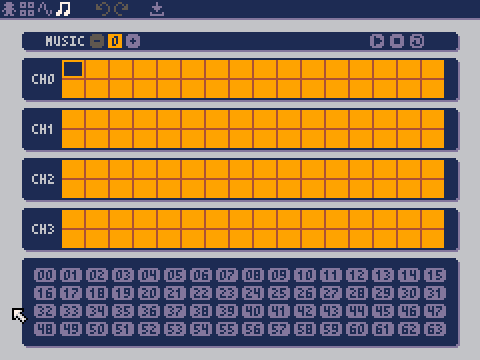 MUSIC - 0 +
CH0
CH1
CH2
CH3
00 01 02 03 04 05 06 07 08 09 10 11 12 13 14 15
16 17 18 19 20 21 22 23 24 25 26 27 28 29 30 31
32 33 34 35 36 37 38 39 40 41 42 43 44 45 46 47
48 49 50 51 52 53 54 55 56 57 58 59 60 61 62 63